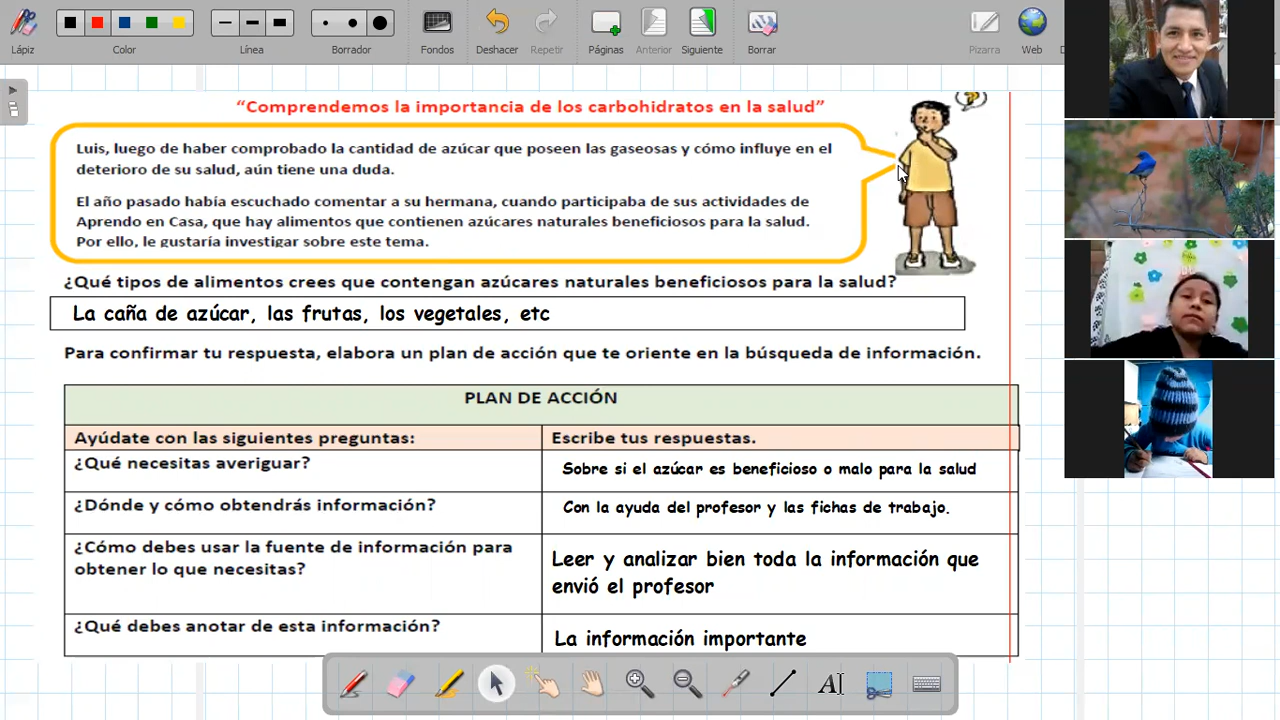 Lápiz
Color
Línea
Borrador
Fondos
Deshacer
Repetir
Páginas
Anterior
Siguiente
Borrar
Pizarra
Web
“Comprendemos la importancia de los carbohidratos en la salud”
Luis, luego de haber comprobado la cantidad de azúcar que poseen las gaseosas y cómo influye en el
deterioro de su salud, aún tiene una duda.
El año pasado había escuchado comentar a su hermana, cuando participaba de sus actividades de
Aprendo en Casa, que hay alimentos que contienen azúcares naturales beneficiosos para la salud.
Por ello, le gustaría investigar sobre este tema.
?
¿Qué tipos de alimentos crees que contengan azúcares naturales beneficiosos para la salud?
La caña de azúcar, las frutas, los vegetales, etc
Para confirmar tu respuesta, elabora un plan de acción que te oriente en la búsqueda de información.
PLAN DE ACCIÓN
Ayúdate con las siguientes preguntas:
Escribe tus respuestas.
¿Qué necesitas averiguar?
Sobre si el azúcar es beneficioso o malo para la salud
¿Dónde y cómo obtendrás información?
Con la ayuda del profesor y las fichas de trabajo.
¿Cómo debes usar la fuente de información para
obtener lo que necesitas?
Leer y analizar bien toda la información que
envió el profesor
¿Qué debes anotar de esta información?
La información importante